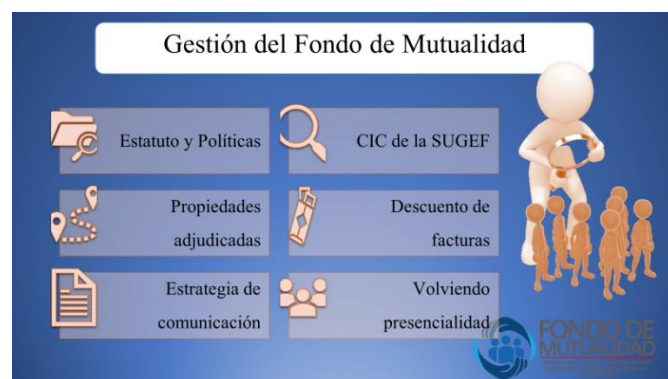 Gestión del Fondo de Mutualidad
Estatuto y Políticas
CIC de la SUGEF
Propiedades
adjudicadas
Descuento de
facturas
Estrategia de
comunicación
Volviendo
presencialidad
FONDO DE
MUTUALIDAD